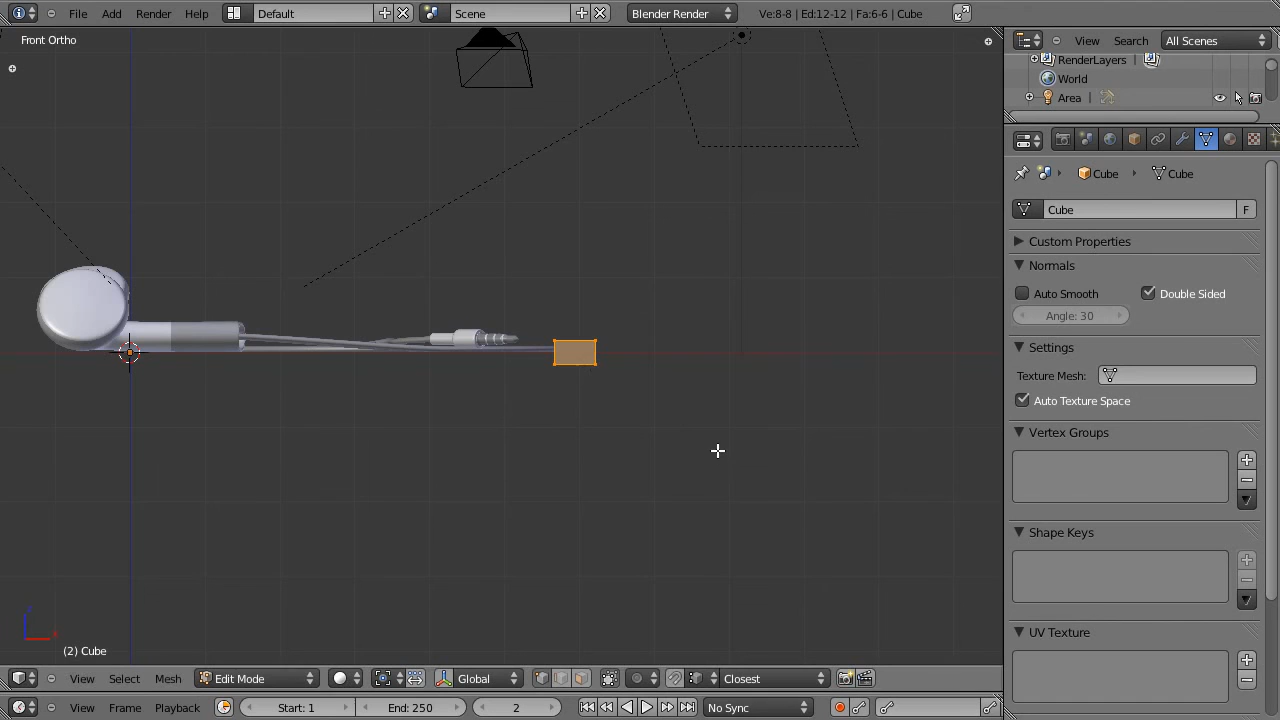 File Add Render Help Default Scene Blender Render Ve:8-8 | Ed:12-12 | Fa:6-6 | Cube
Front Ortho
View Search All Scenes
RenderLayers
World
Area
Cube Cube
Cube F
Custom Properties
Normals
Auto Smooth Double Sided
Angle: 30
Settings
Texture Mesh:
Auto Texture Space
Vertex Groups
Shape Keys
UV Texture
(2) Cube
View Select Mesh Edit Mode Global Closest
View Frame Playback Start: 1 End: 250 2 No Sync